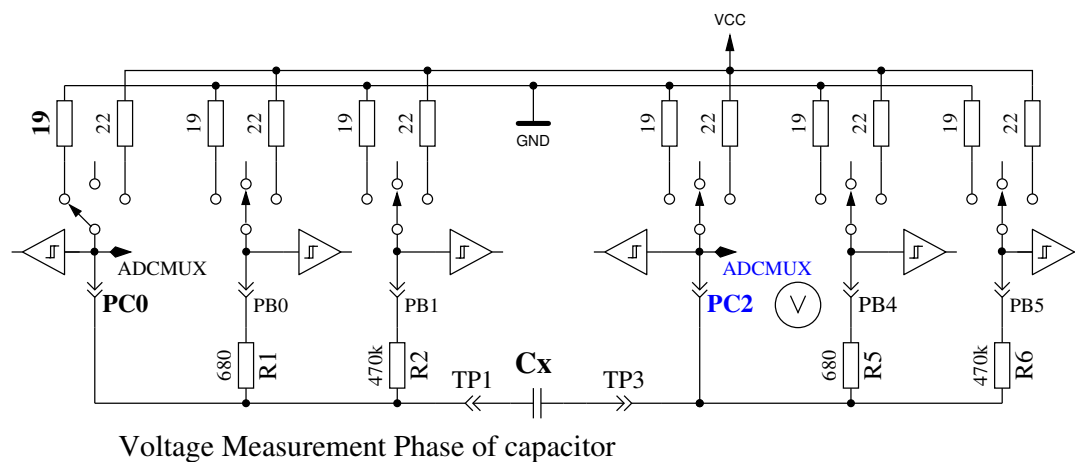 VCC
19
22
19
22
19
22
GND
19
22
19
22
19
22
ADCMUX
ADCMUX
PC0
PB0
PB1
PC2
V
PB4
PB5
680
R1
470k
R2
680
R5
470k
R6
TP1
Cx
TP3
Voltage Measurement Phase of capacitor